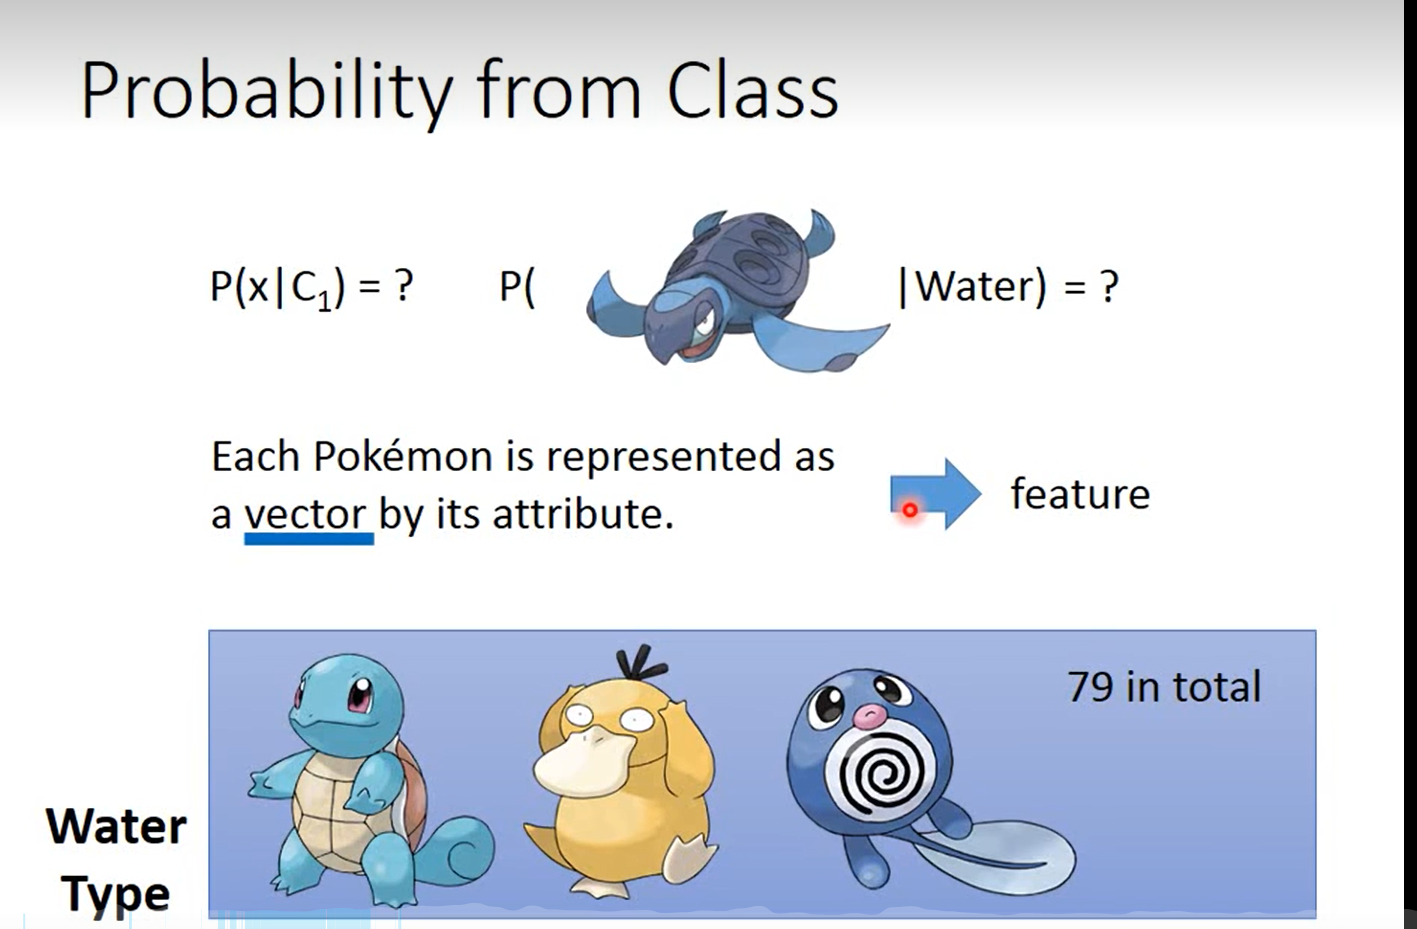 Probability from Class
P(x|C₁) = ? P( |Water) = ?
Each Pokémon is represented as
a vector by its attribute.
feature
79 in total
Water
Type